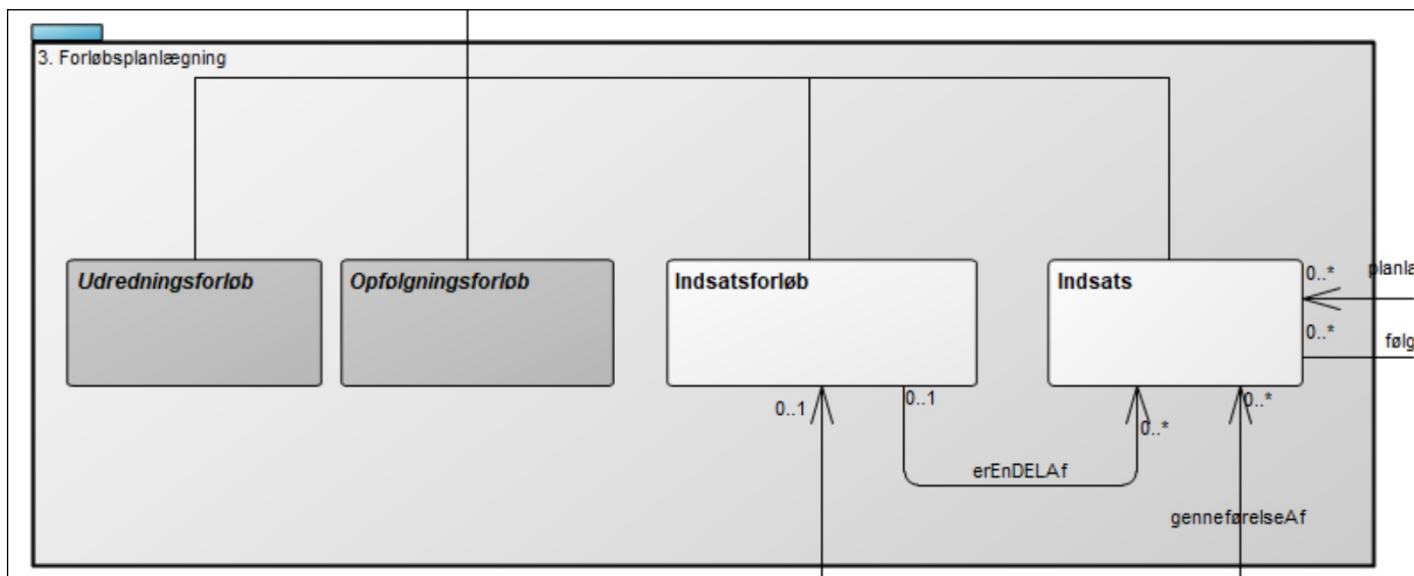 3. Forløbsplanlægning
Udredningsforløb
Opfølgningsforløb
Indsatsforløb
Indsats
0..*
0..*
0..1
0..1
0..*
0..*
erEnDELAf
genneførelseAf